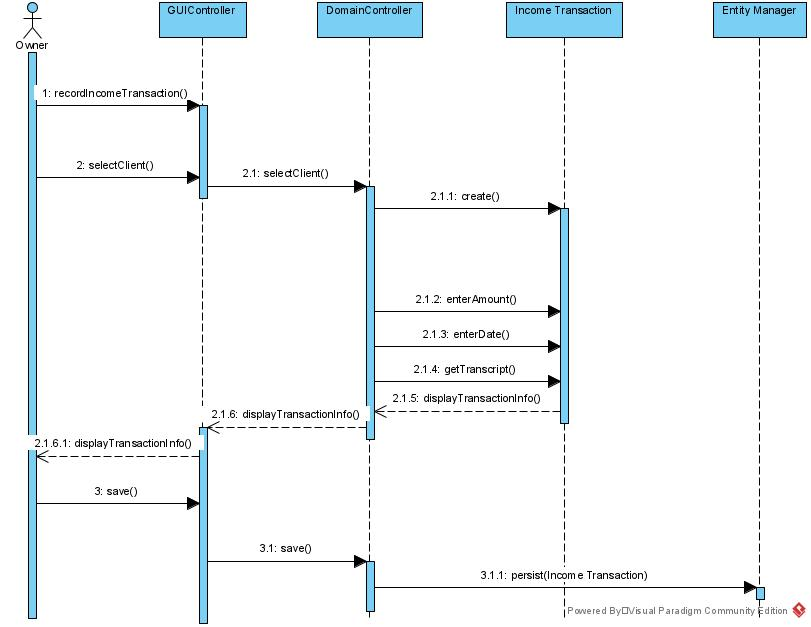 GUIController
DomainController
Income Transaction
Entity Manager
Owner
1: recordIncomeTransaction()
2: selectClient()
2.1: selectClient()
2.1.1: create()
2.1.2: enterAmount()
2.1.3: enterDate()
2.1.4: getTranscript()
2.1.5: displayTransactionInfo()
2.1.6: displayTransactionInfo()
2.1.6.1: displayTransactionInfo()
3: save()
3.1: save()
3.1.1: persist(Income Transaction)
Powered By□Visual Paradigm Community Edition